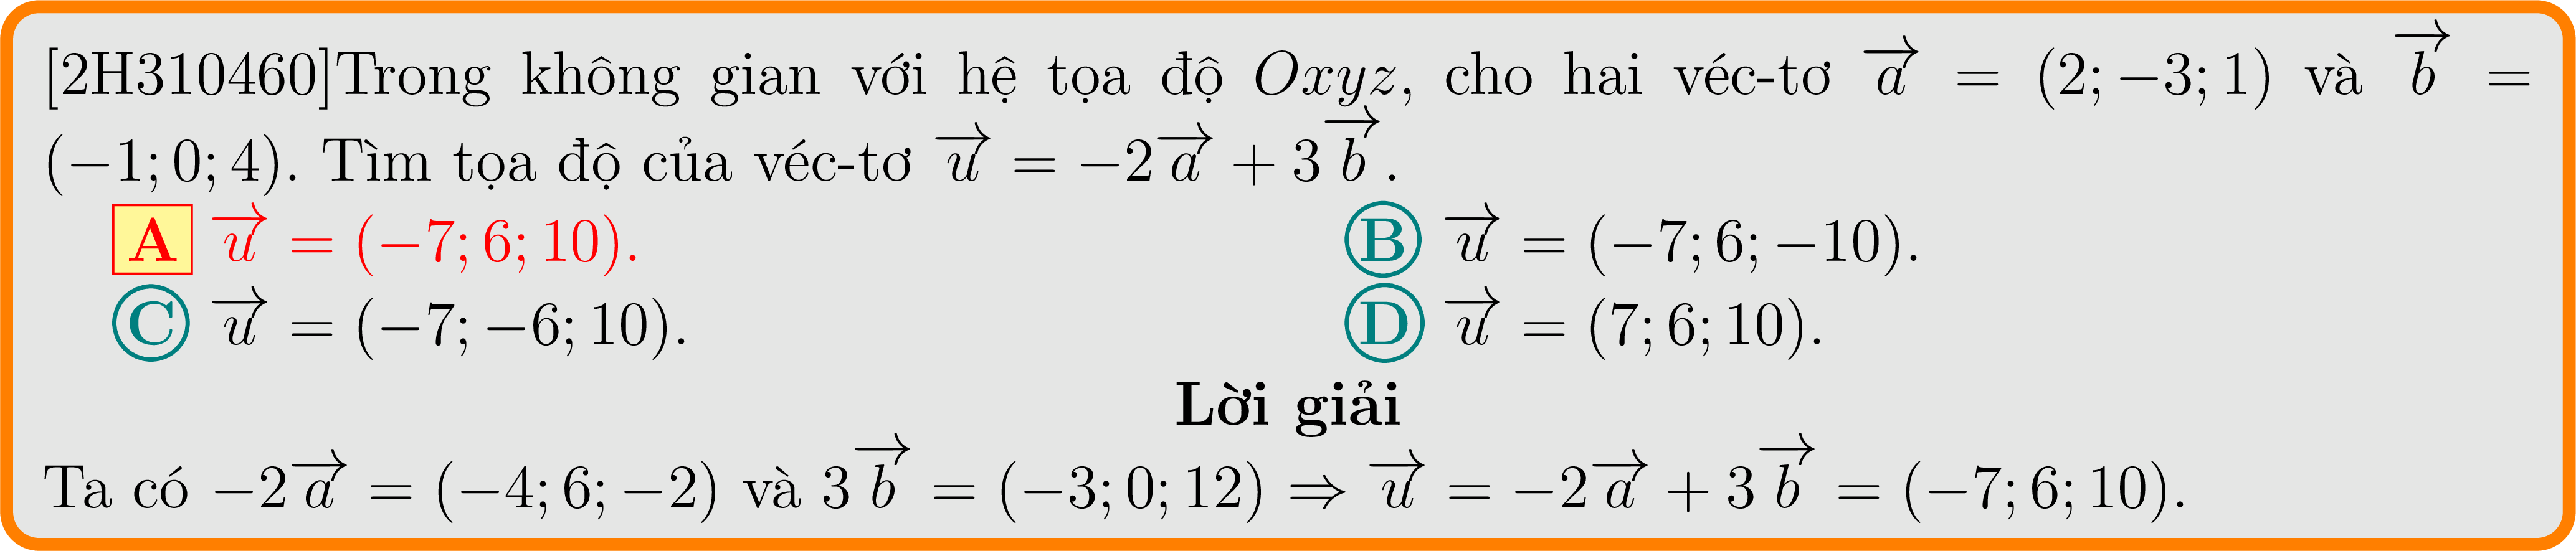 [2H310460]Trong không gian với hệ tọa độ Oxyz, cho hai véc-tơ $\overrightarrow{a}$ = (2; −3; 1) và $\overrightarrow{b}$ =
(−1; 0; 4). Tìm tọa độ của véc-tơ $\overrightarrow{u}$ = −2$\overrightarrow{a}$ + 3$\overrightarrow{b}$.
A $\overrightarrow{u}$ = (−7; 6; 10). B $\overrightarrow{u}$ = (−7; 6; −10).
C $\overrightarrow{u}$ = (−7; −6; 10). D $\overrightarrow{u}$ = (7; 6; 10).
Lời giải
Ta có −2$\overrightarrow{a}$ = (−4; 6; −2) và 3$\overrightarrow{b}$ = (−3; 0; 12) ⇒ $\overrightarrow{u}$ = −2$\overrightarrow{a}$ + 3$\overrightarrow{b}$ = (−7; 6; 10).